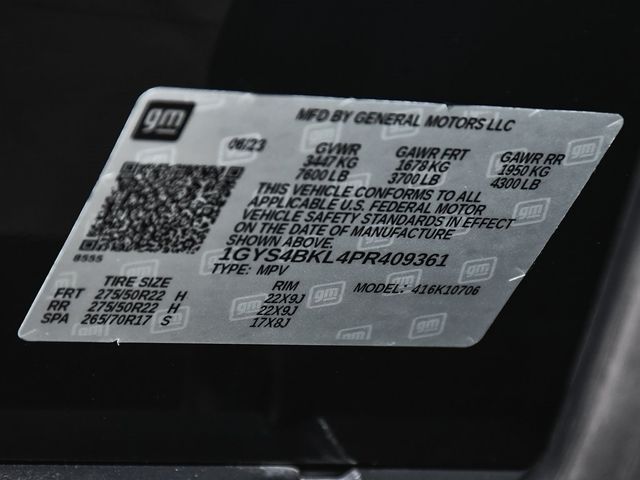 gm
MFD BY GENERAL MOTORS LLC
06/23 GVWR GAWR FRT GAWR RR
3447 KG 1678 KG 1950 KG
7600 LB 3700 LB 4300 LB
THIS VEHICLE CONFORMS TO ALL
APPLICABLE U.S. FEDERAL MOTOR
VEHICLE SAFETY STANDARDS IN EFFECT
ON THE DATE OF MANUFACTURE
SHOWN ABOVE.
8555
1GYS4BKL4PR409361
TYPE: MPV
TIRE SIZE RIM MODEL: 416K10706
FRT 275/50R22 H 22X9J
RR 275/50R22 H 22X9J
SPA 265/70R17 S 17X8J